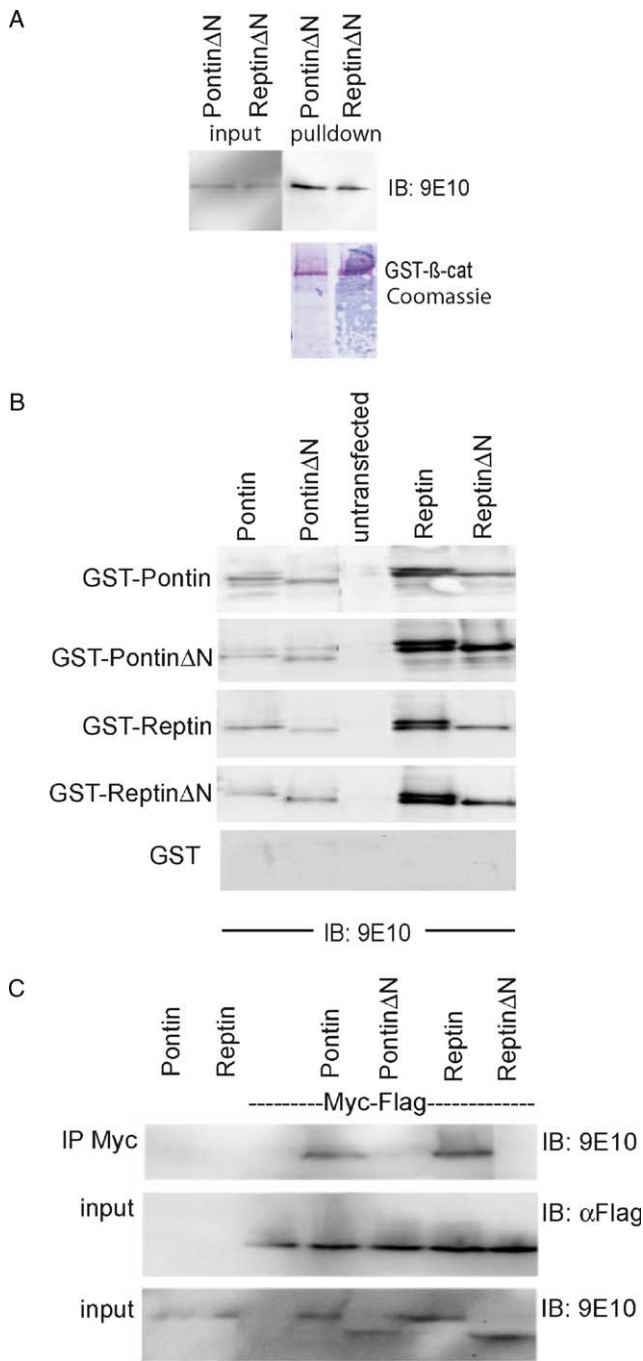 A
PontinΔN
ReptinΔN
PontinΔN
ReptinΔN
input pulldown
IB: 9E10
GST-ß-cat
Coomassie
B
Pontin
PontinΔN
untransfected
Reptin
ReptinΔN
GST-Pontin
GST-PontinΔN
GST-Reptin
GST-ReptinΔN
GST
IB: 9E10
C
Pontin
Reptin
Pontin
PontinΔN
Reptin
ReptinΔN
---------Myc-Flag--------------
IP Myc IB: 9E10
input IB: αFlag
input IB: 9E10